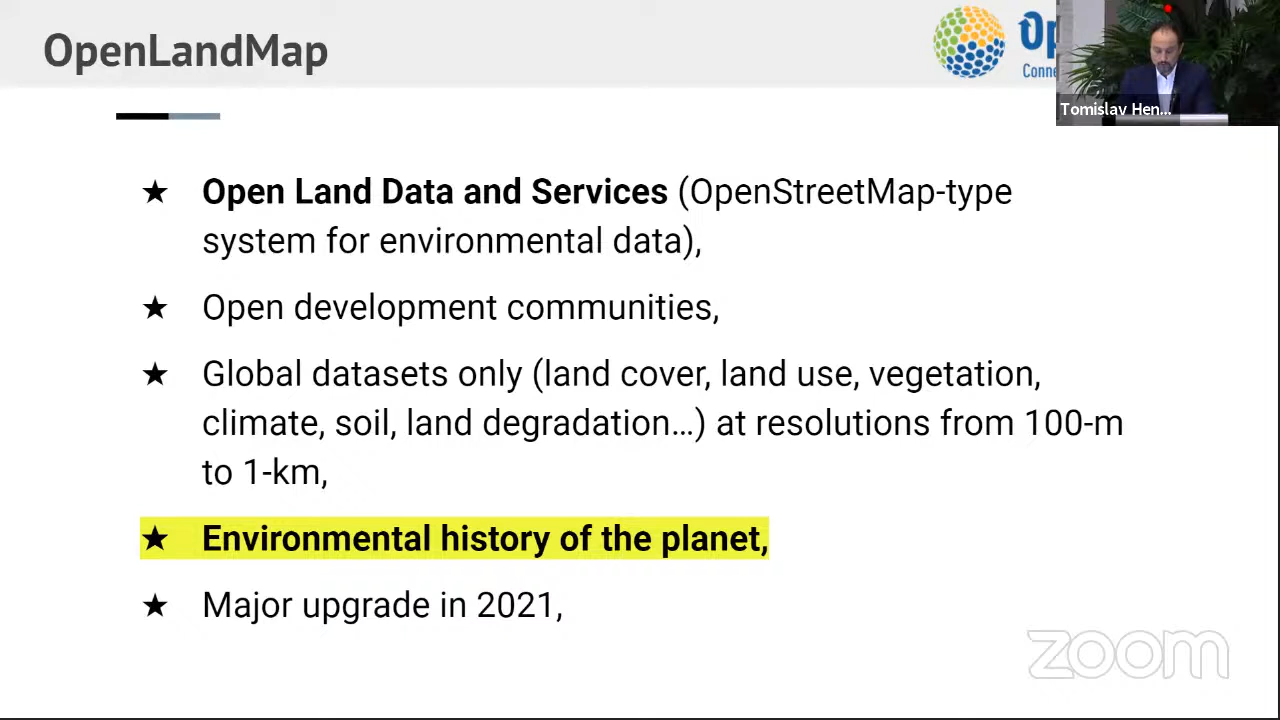 OpenLandMap
Conne
Tomislav Hen...
★ Open Land Data and Services (OpenStreetMap-type
system for environmental data),
★ Open development communities,
★ Global datasets only (land cover, land use, vegetation,
climate, soil, land degradation…) at resolutions from 100-m
to 1-km,
★ Environmental history of the planet,
★ Major upgrade in 2021,
zoom